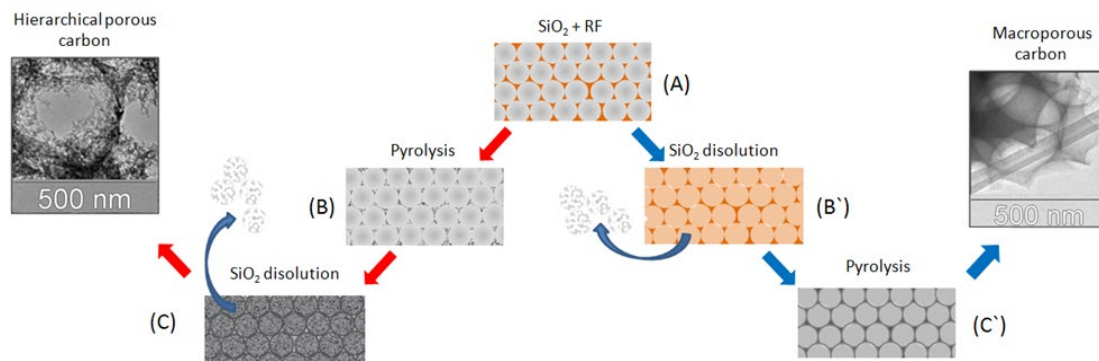 Hierarchical porous
carbon
500 nm
SiO₂ + RF
(A)
Macroporous
carbon
500 nm
Pyrolysis
(B)
SiO₂ disolution
(B`)
SiO₂ disolution
(C)
Pyrolysis
(C`)